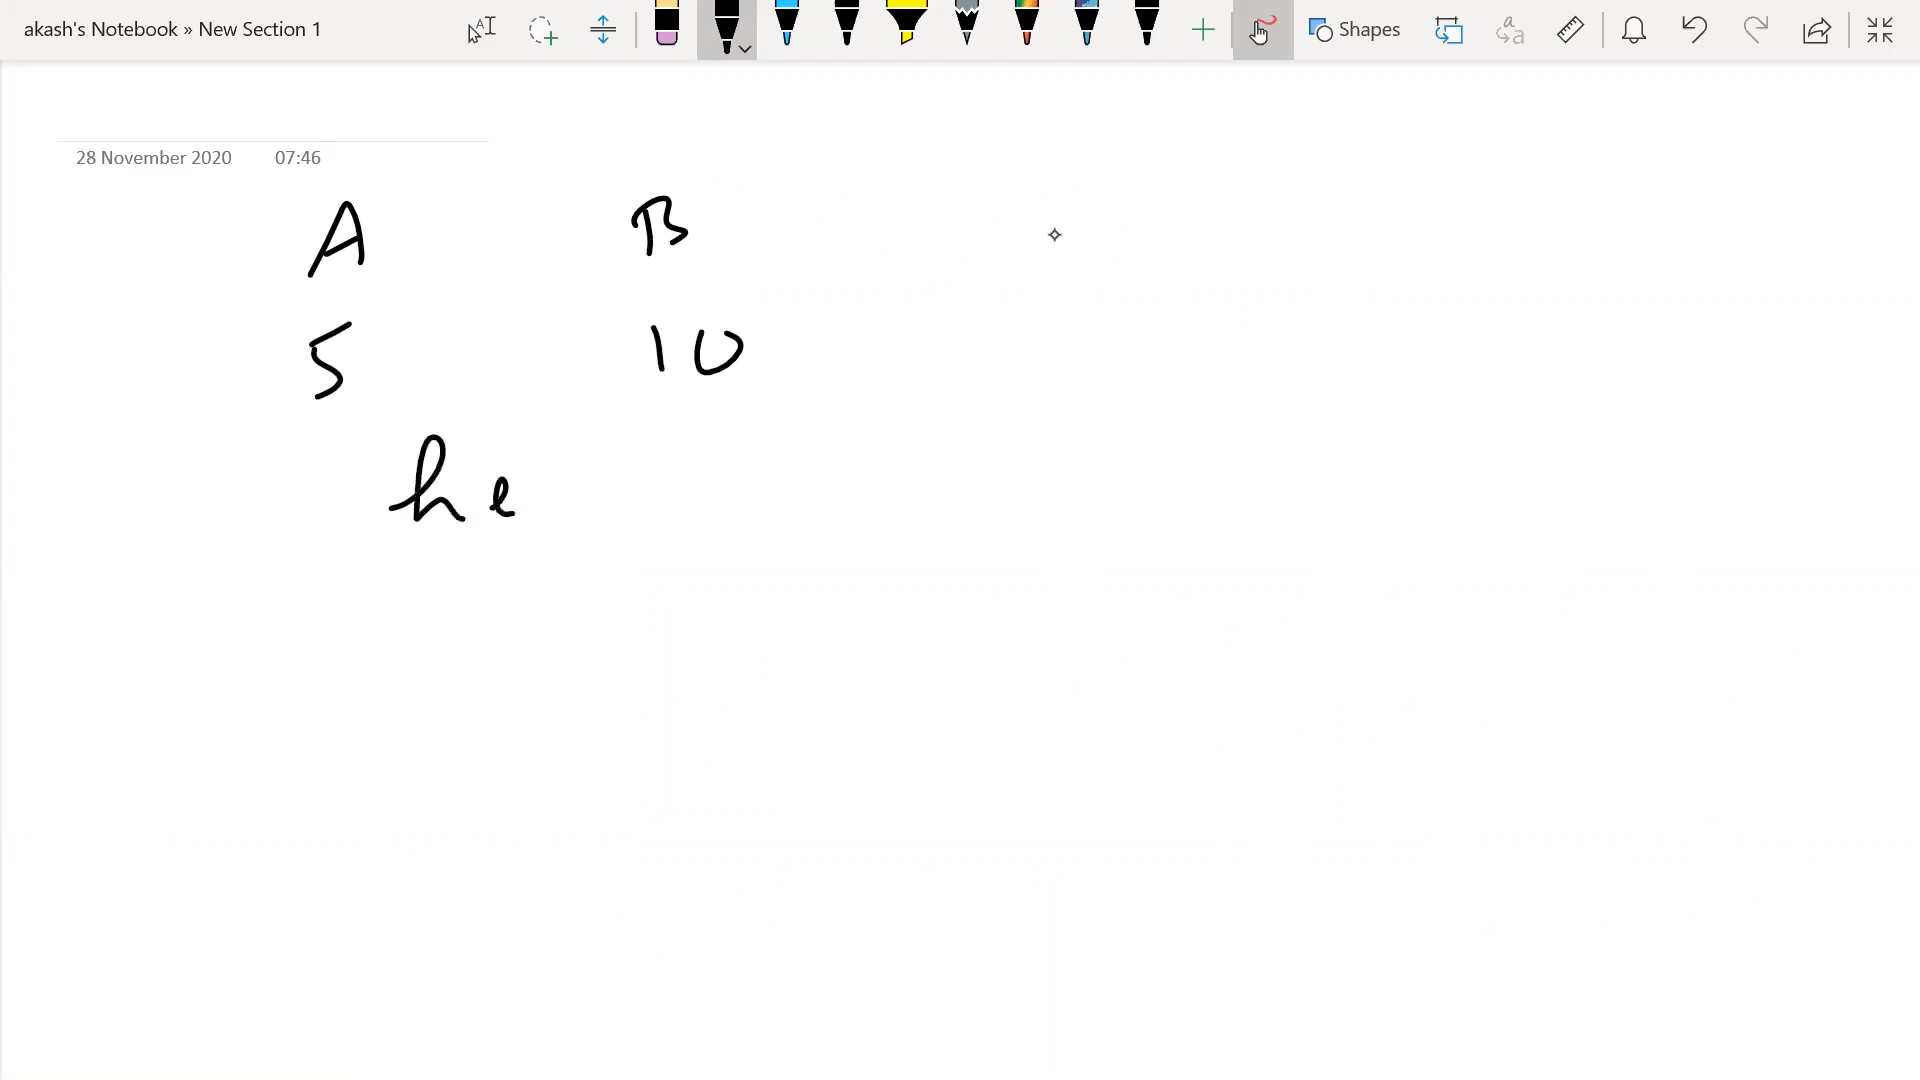 akash's Notebook » New Section 1
Shapes
28 November 2020 07:46
A B
5 10
he